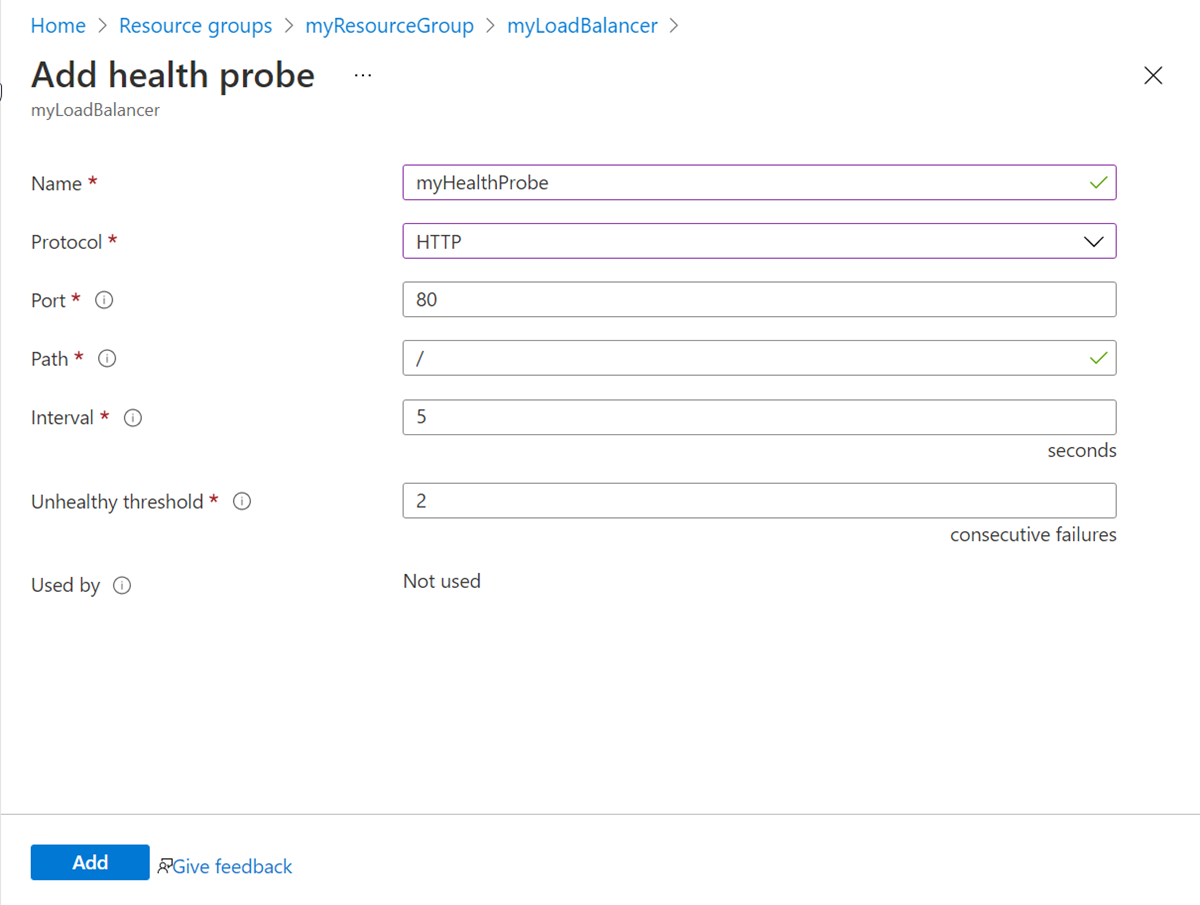 Home > Resource groups > myResourceGroup > myLoadBalancer >
Add health probe ...
myLoadBalancer
Name * myHealthProbe
Protocol * HTTP
Port * 80
Path * /
Interval * 5
seconds
Unhealthy threshold * 2
consecutive failures
Used by Not used
Add Give feedback